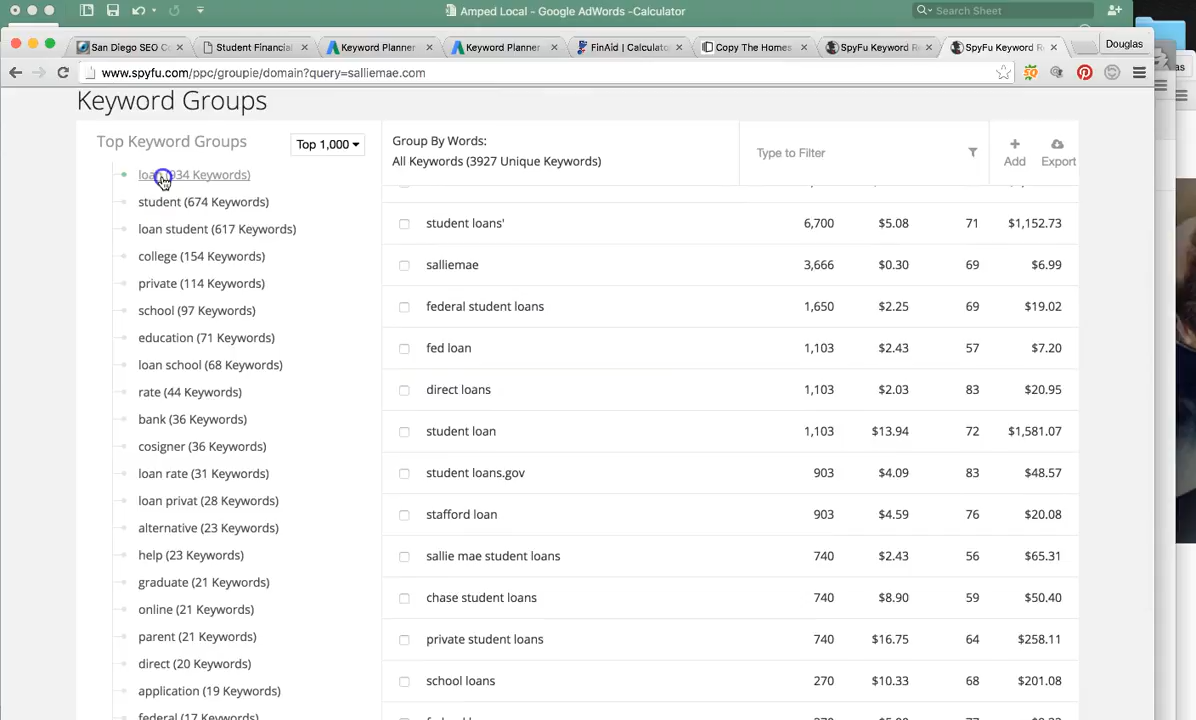 Amped Local - Google AdWords -Calculator
Search Sheet
San Diego SEO C
Student Financial
Keyword Planner
Keyword Planner
FinAid | Calculato
Copy The Homes
SpyFu Keyword Re
SpyFu Keyword Re
Douglas
www.spyfu.com/ppc/groupie/domain?query=salliemae.com
Keyword Groups
Top Keyword Groups
Top 1,000
Group By Words:
All Keywords (3927 Unique Keywords)
Type to Filter
Add
Export
934 Keywords)
student (674 Keywords)
loan student (617 Keywords)
college (154 Keywords)
private (114 Keywords)
school (97 Keywords)
education (71 Keywords)
loan school (68 Keywords)
rate (44 Keywords)
bank (36 Keywords)
cosigner (36 Keywords)
loan rate (31 Keywords)
loan privat (28 Keywords)
alternative (23 Keywords)
help (23 Keywords)
graduate (21 Keywords)
online (21 Keywords)
parent (21 Keywords)
direct (20 Keywords)
application (19 Keywords)
federal (17 Keywords)
student loans' 6,700 $5.08 71 $1,152.73
salliemae 3,666 $0.30 69 $6.99
federal student loans 1,650 $2.25 69 $19.02
fed loan 1,103 $2.43 57 $7.20
direct loans 1,103 $2.03 83 $20.95
student loan 1,103 $13.94 72 $1,581.07
student loans.gov 903 $4.09 83 $48.57
stafford loan 903 $4.59 76 $20.08
sallie mae student loans 740 $2.43 56 $65.31
chase student loans 740 $8.90 59 $50.40
private student loans 740 $16.75 64 $258.11
school loans 270 $10.33 68 $201.08